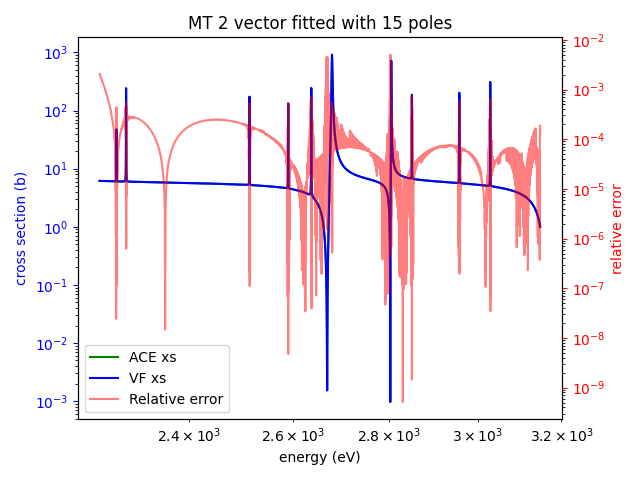 MT 2 vector fitted with 15 poles
10³
10²
10¹
10⁰
10⁻¹
10⁻²
10⁻³
cross section (b)
10⁻²
10⁻³
10⁻⁴
10⁻⁵
10⁻⁶
10⁻⁷
10⁻⁸
10⁻⁹
relative error
ACE xs
VF xs
Relative error
2.4 × 10³
2.6 × 10³
2.8 × 10³
3 × 10³
3.2 × 10³
energy (eV)